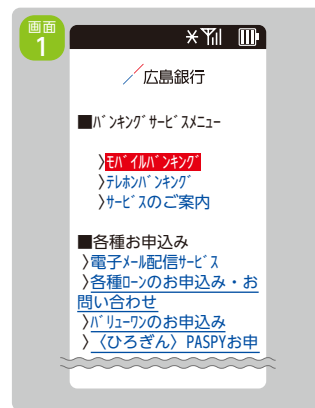 画面
1
広島銀行
■ﾊﾞﾝｷﾝｸﾞｻｰﾋﾞｽﾒﾆｭｰ
〉ﾓﾊﾞｲﾙﾊﾞﾝｷﾝｸﾞ
〉ﾃﾚﾎﾝﾊﾞﾝｷﾝｸﾞ
〉ｻｰﾋﾞｽのご案内
■各種お申込み
〉電子ﾒｰﾙ配信ｻｰﾋﾞｽ
〉各種ﾛｰﾝのお申込み・お
問い合わせ
〉ﾊﾞﾘｭｰﾜﾝのお申込み
〉〈ひろぎん〉PASPYお申